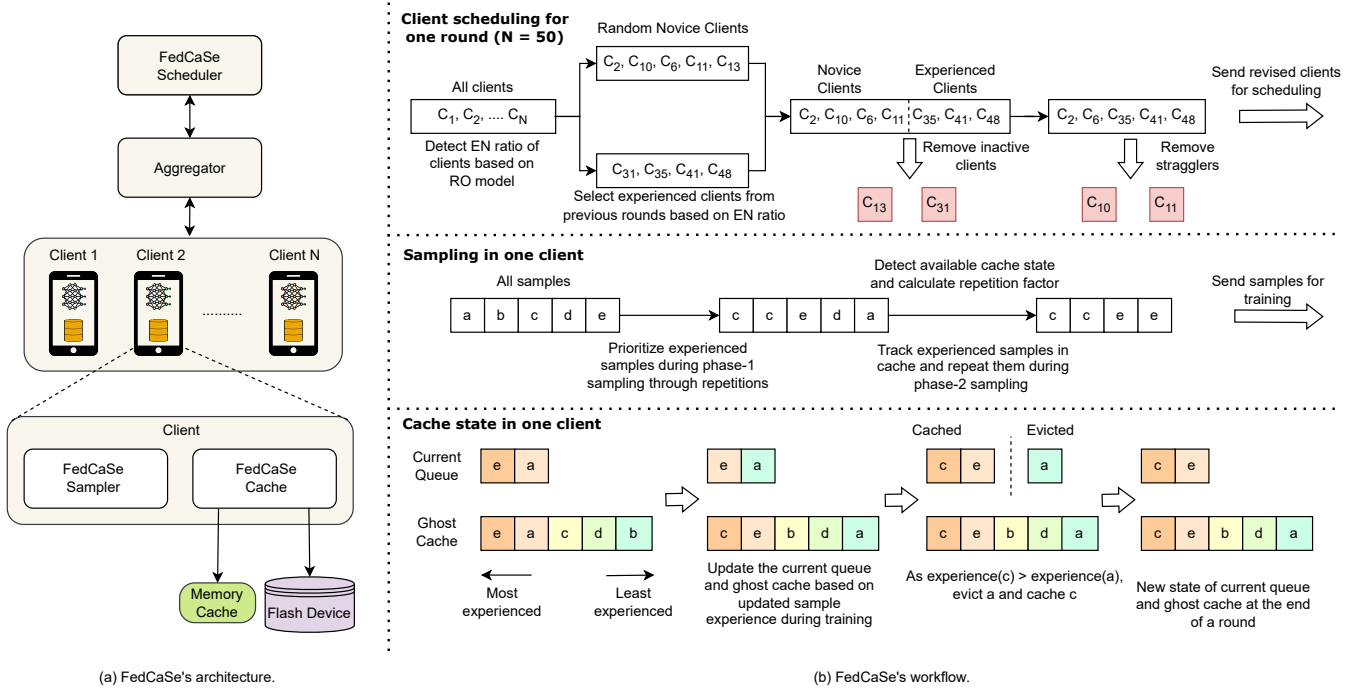 FedCaSe
Scheduler
Aggregator
Client 1
Client 2
Client N
..........
Client
FedCaSe
Sampler
FedCaSe
Cache
Memory
Cache
Flash Device
(a) FedCaSe's architecture.
Client scheduling for
one round (N = 50)
All clients
C1, C2, .... CN
Detect EN ratio
of clients based on
RO model
Random Novice Clients
C2, C10, C6, C11, C13
C31, C35, C41, C48
Select experienced clients from
previous rounds based on EN ratio
Novice
Clients
Experienced
Clients
C2, C10, C6, C11 C35, C41, C48
Remove inactive
clients
C13
C31
C2, C6, C35, C41, C48
Remove
stragglers
C10
C11
Send revised clients
for scheduling
Sampling in one client
All samples
a b c d e
Prioritize experienced
samples during phase-1
sampling through repetitions
c c e d a
Detect available cache state
and calculate repetition factor
Track experienced samples in
cache and repeat them during
phase-2 sampling
c c e e
Send samples for
training
Cache state in one client
Current
Queue
e a
Ghost
Cache
e a c d b
Most
experienced
Least
experienced
e a
c e b d a
Update the current queue
and ghost cache based on
updated sample
experience during training
Cached
Evicted
c e
a
c e b d a
As experience(c) > experience(a),
evict a and cache c
c e
c e b d a
New state of current queue
and ghost cache at the end
of a round
(b) FedCaSe's workflow.